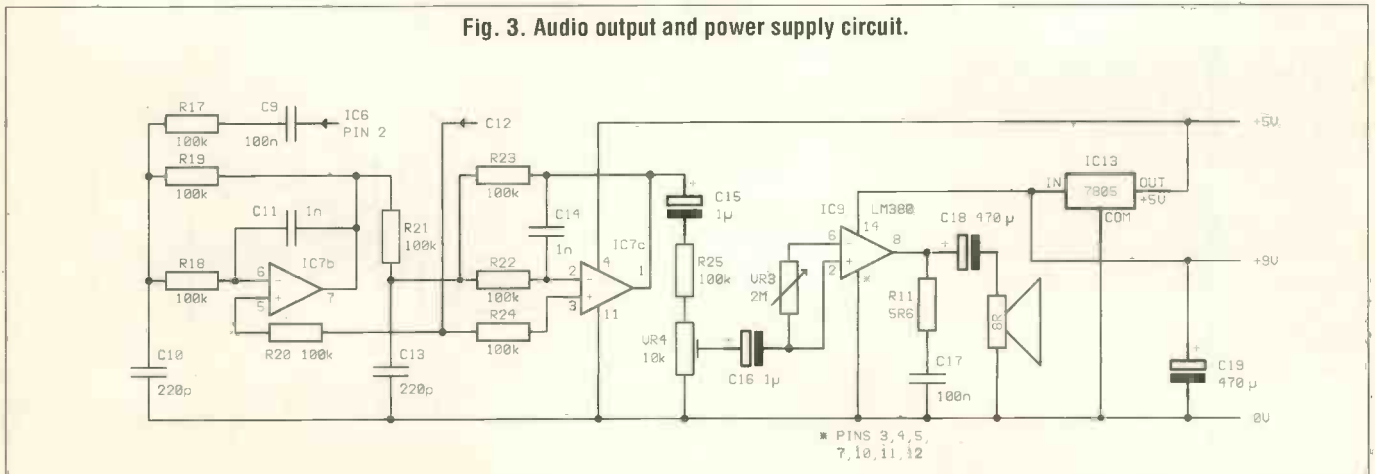 Fig. 3. Audio output and power supply circuit.
R17
100k
C9
100n
IC6
PIN 2
R19
100k
C11
1n
R18
100k
IC7b
6
5
7
R20 100k
C10
220p
R21
100k
C13
220p
C12
R23
100k
C14
1n
R22
100k
R24
100k
IC7c
2
3
4
1
11
+
C15
1µ
R25
100k
VR4
10k
C16 1µ
VR3
2M
IC9
LM380
6
2
14
8
*
R11
5R6
C17
100n
C18 470 µ
8R
* PINS 3,4,5,
7,10,11,12
IC13
IN
7805
OUT
+5V
COM
+5V
+9V
C19
470 µ
0V